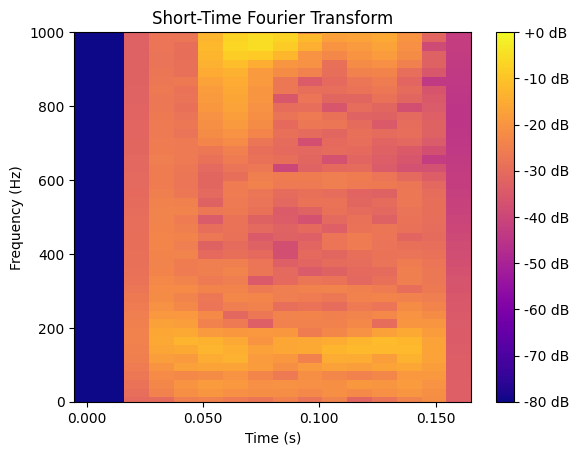 Short-Time Fourier Transform
1000
800
600
400
200
0
Frequency (Hz)
0.000
0.050
0.100
0.150
Time (s)
+0 dB
-10 dB
-20 dB
-30 dB
-40 dB
-50 dB
-60 dB
-70 dB
-80 dB